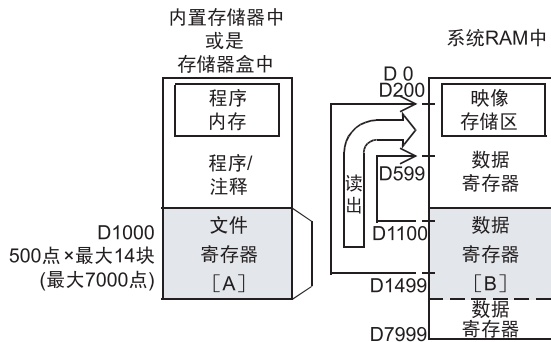 内置存储器中
或是
存储器盒中
程序
内存
程序/
注释
D1000
500点×最大14块
(最大7000点)
文件
寄存器
[A]
读出
系统RAM中
D 0
D200
D599
D1100
D1499
D7999
映像
存储区
数据
寄存器
数据
寄存器
[B]
数据
寄存器